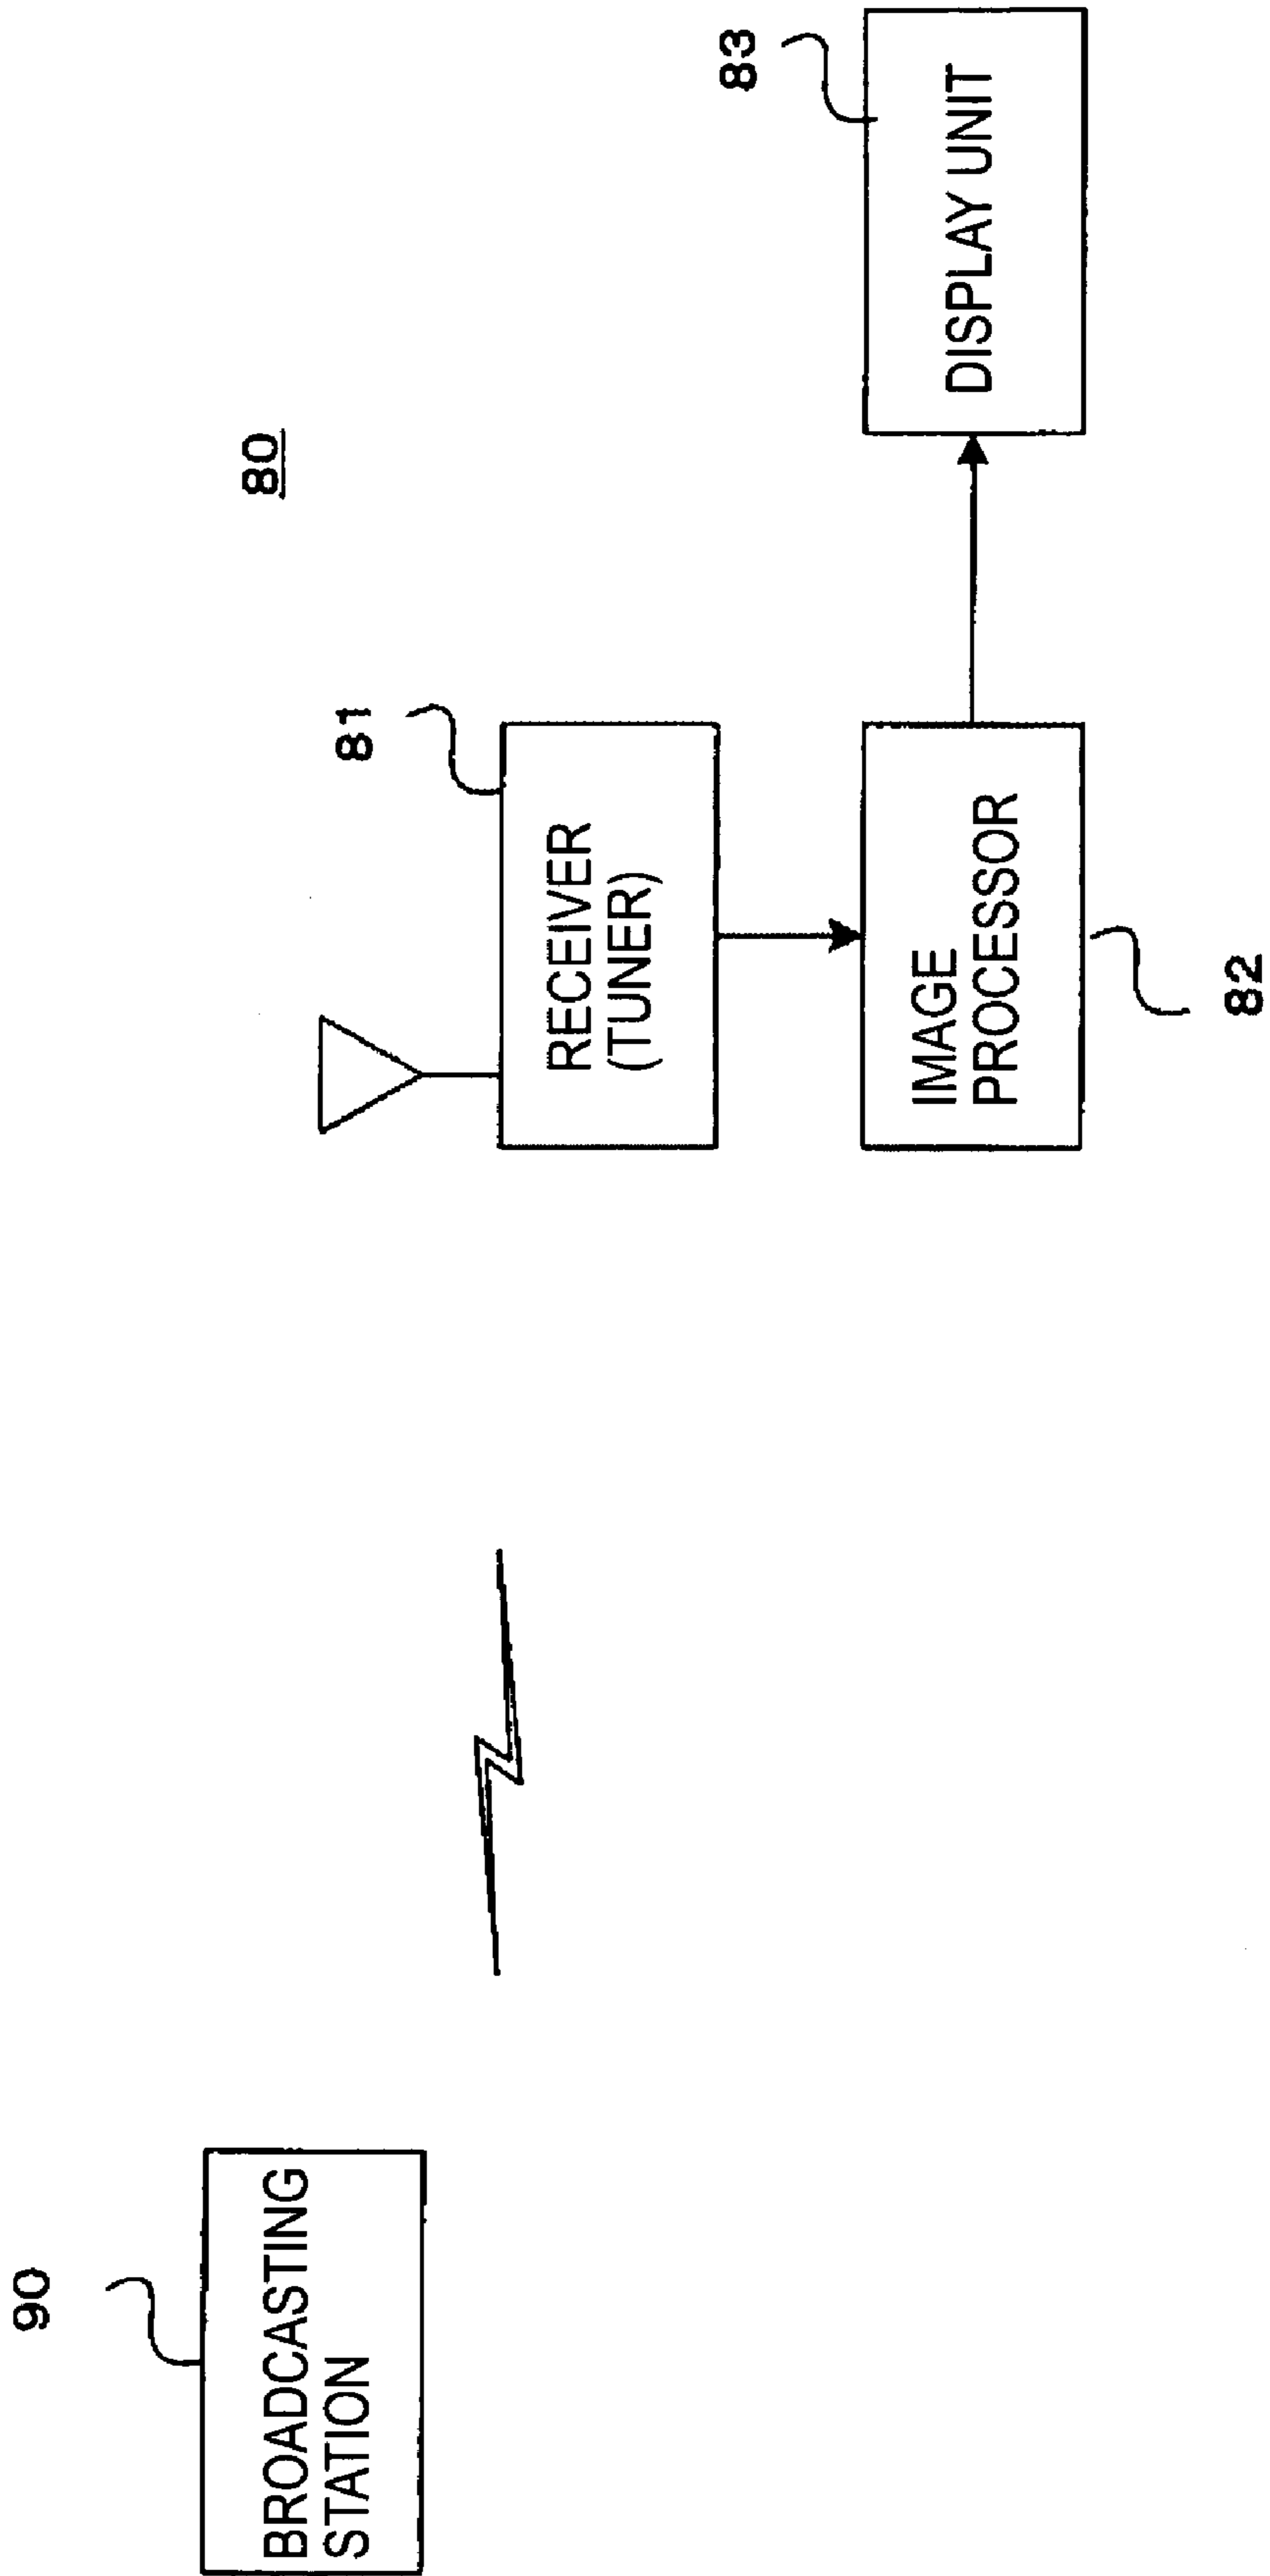 80
90
BROADCASTING
STATION
81
RECEIVER
(TUNER)
IMAGE
PROCESSOR
82
83
DISPLAY UNIT